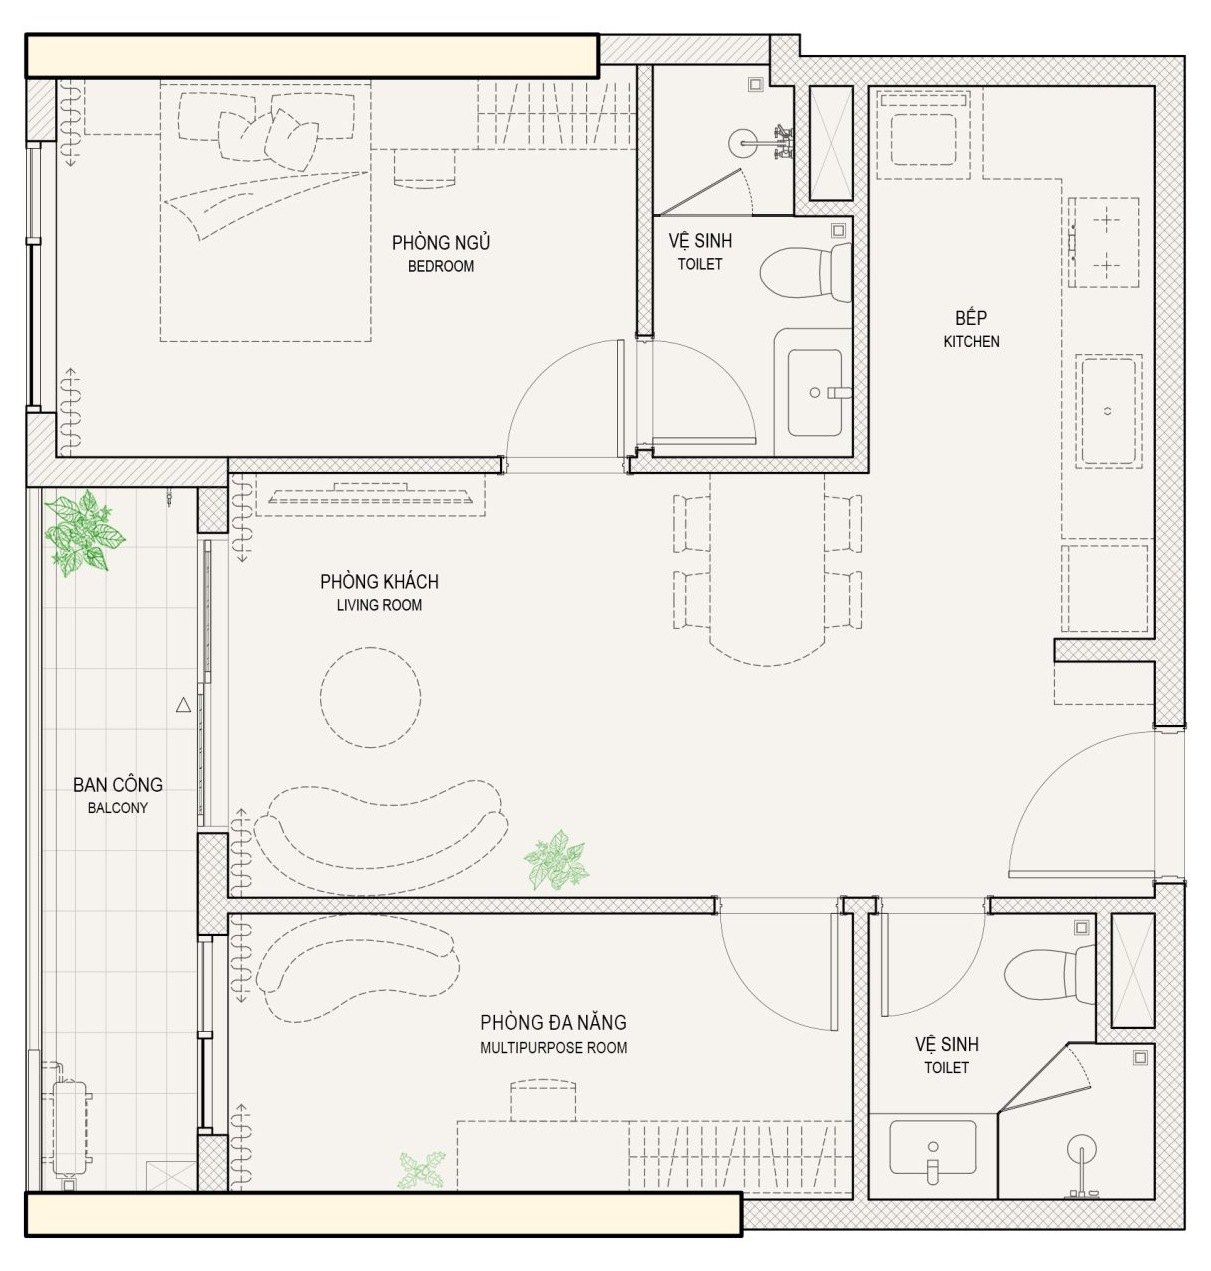 PHÒNG NGỦ
BEDROOM
VỆ SINH
TOILET
BẾP
KITCHEN
PHÒNG KHÁCH
LIVING ROOM
BAN CÔNG
BALCONY
PHÒNG ĐA NĂNG
MULTIPURPOSE ROOM
VỆ SINH
TOILET